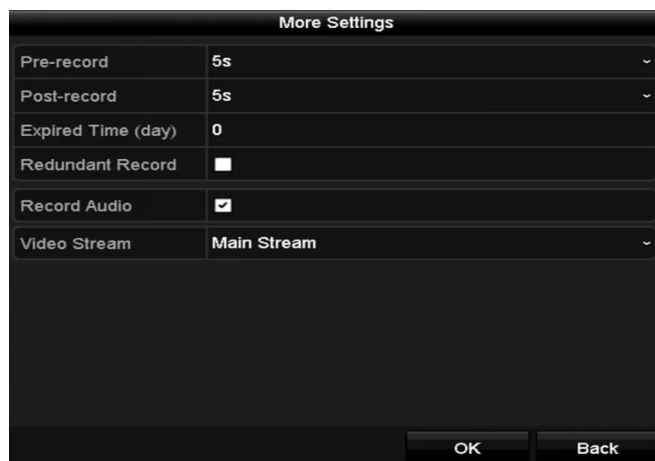 More Settings
Pre-record 5s
Post-record 5s
Expired Time (day) 0
Redundant Record
Record Audio
Video Stream Main Stream
OK Back